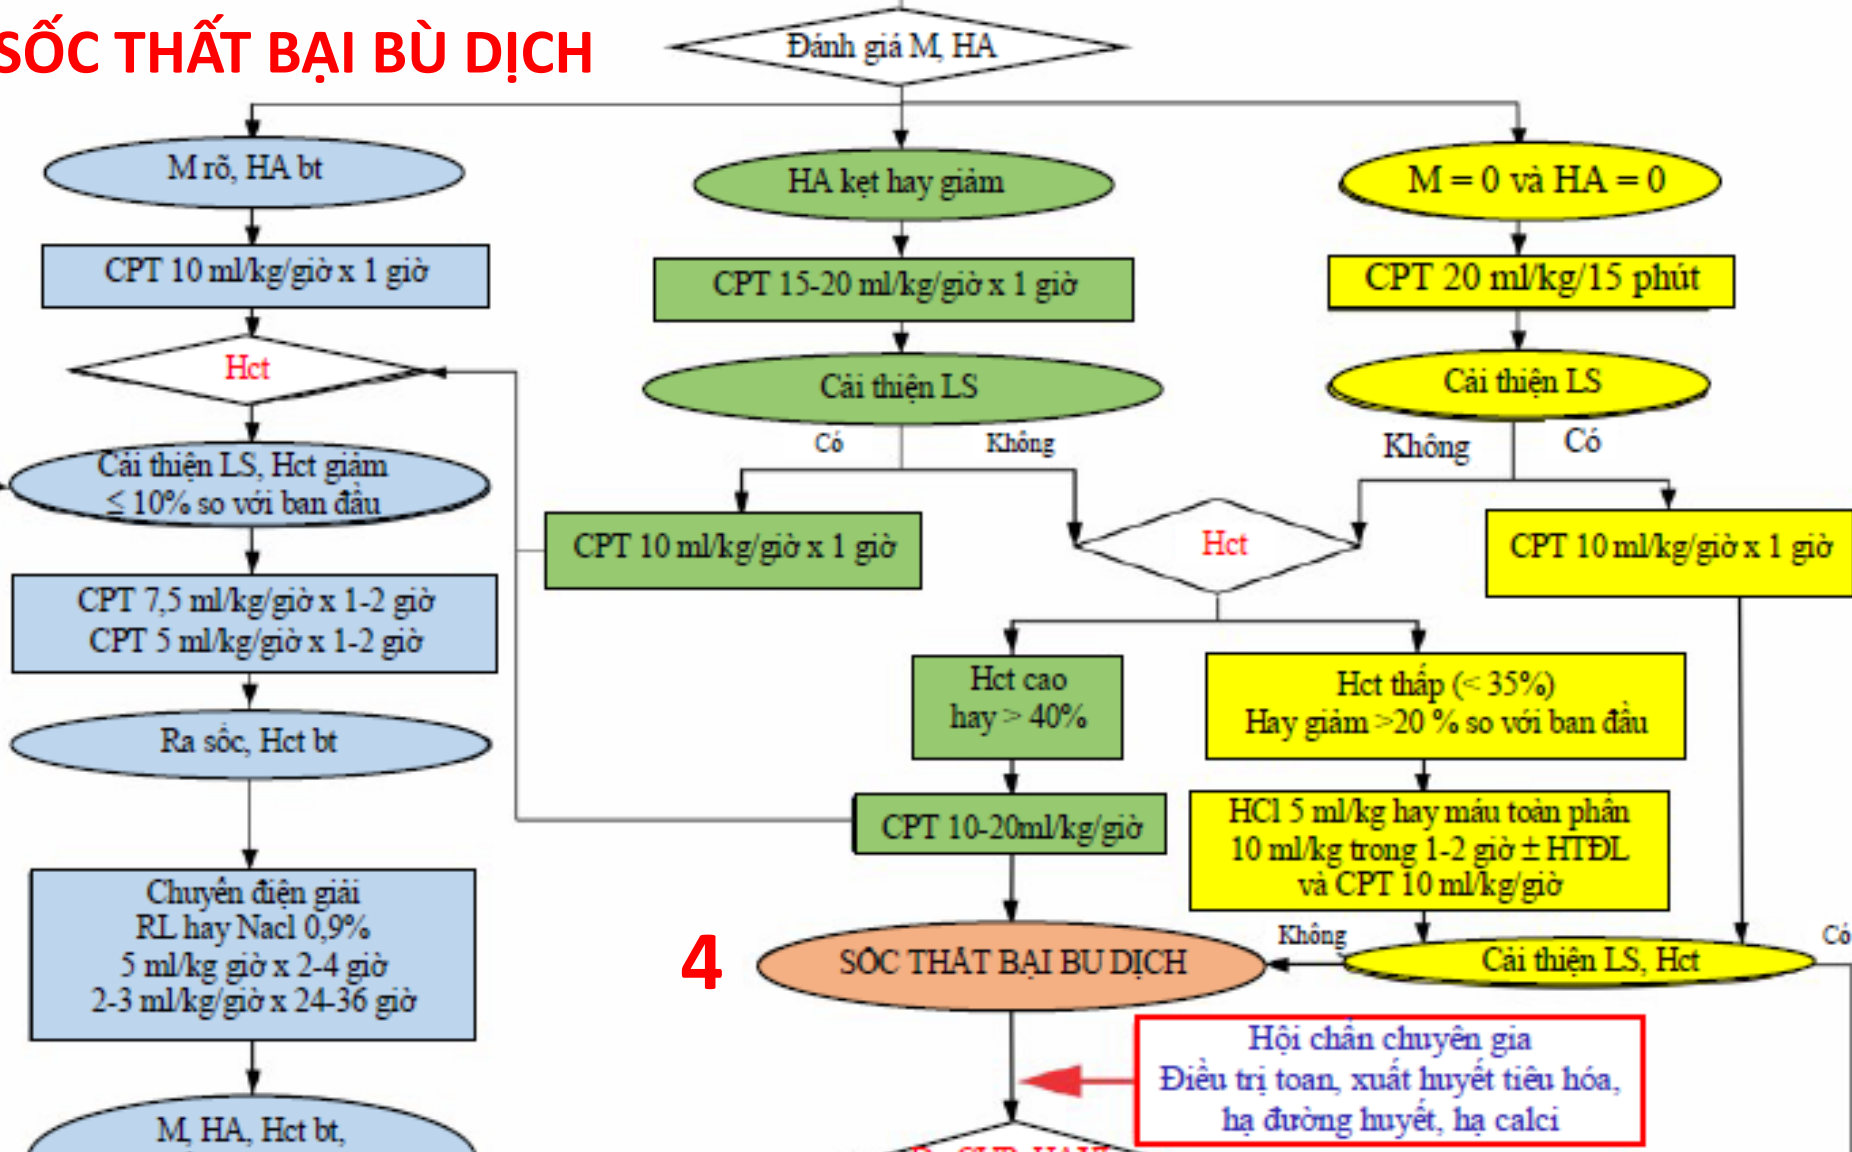 SỐC THẤT BẠI BÙ DỊCH
Đánh giá M, HA
M rõ, HA bt
HA kẹt hay giảm
M = 0 và HA = 0
CPT 10 ml/kg/giờ x 1 giờ
CPT 15-20 ml/kg/giờ x 1 giờ
CPT 20 ml/kg/15 phút
Hct
Cải thiện LS
Cải thiện LS
Có
Không
Không
Có
Cải thiện LS, Hct giảm
≤ 10% so với ban đầu
CPT 10 ml/kg/giờ x 1 giờ
Hct
CPT 10 ml/kg/giờ x 1 giờ
CPT 7,5 ml/kg/giờ x 1-2 giờ
CPT 5 ml/kg/giờ x 1-2 giờ
Hct cao
hay > 40%
Hct thấp (< 35%)
Hay giảm >20 % so với ban đầu
Ra sốc, Hct bt
CPT 10-20ml/kg/giờ
HCl 5 ml/kg hay máu toàn phần
10 ml/kg trong 1-2 giờ ± HTĐL
và CPT 10 ml/kg/giờ
Chuyển điện giải
RL hay Nacl 0,9%
5 ml/kg giờ x 2-4 giờ
2-3 ml/kg/giờ x 24-36 giờ
4
SỐC THẤT BẠI BÙ DỊCH
Không
Cải thiện LS, Hct
Có
Hội chẩn chuyên gia
Điều trị toan, xuất huyết tiêu hóa,
hạ đường huyết, hạ calci
M, HA, Hct bt,